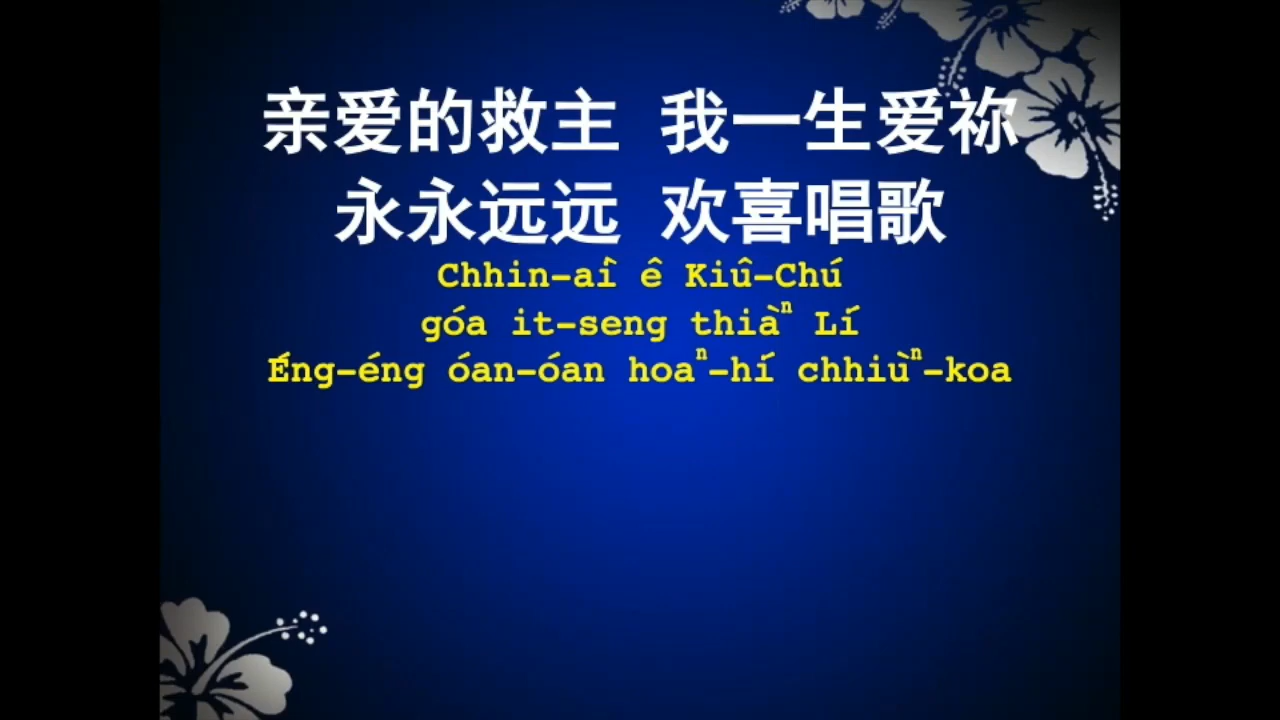 亲爱的救主 我一生爱祢
永永远远 欢喜唱歌
Chhin-aì ê Kiû-Chú
góa it-seng thiàⁿ Lí
Éng-éng óan-óan hoaⁿ-hí chhiùⁿ-koa